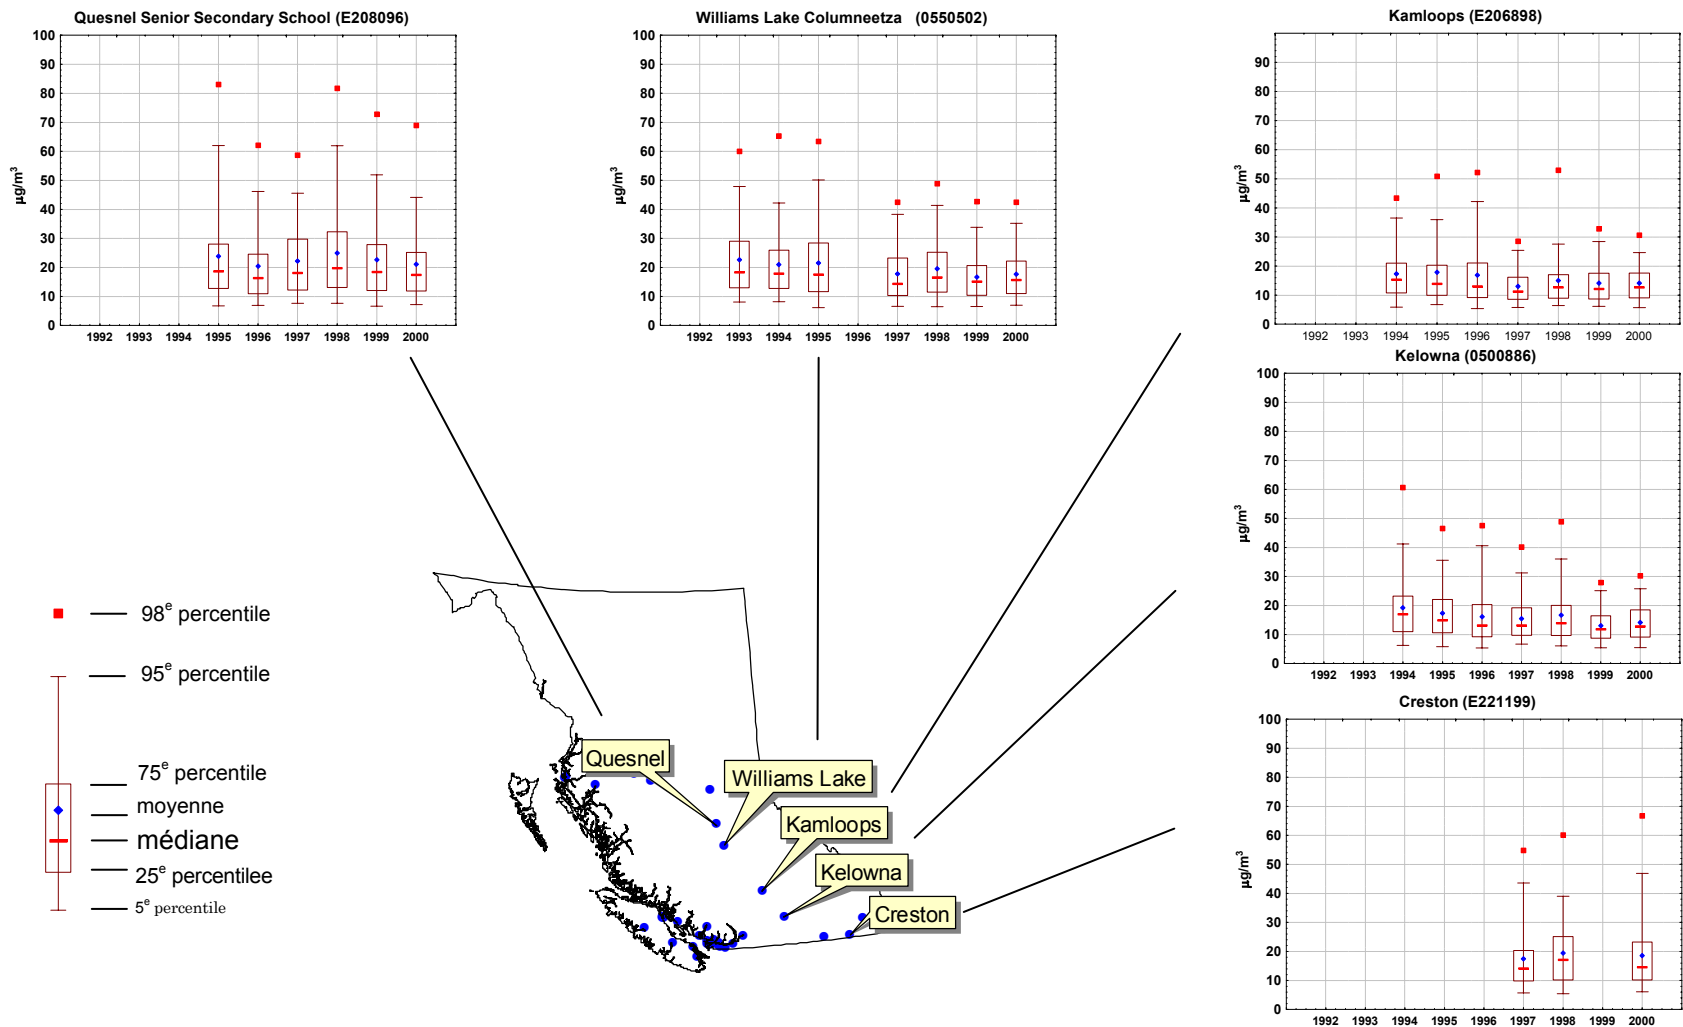 Quesnel Senior Secondary School (E208096)
100
90
80
70
60
50
40
30
20
10
0
µg/m³
1992 1993 1994 1995 1996 1997 1998 1999 2000
Williams Lake Columneetza (0550502)
100
90
80
70
60
50
40
30
20
10
0
µg/m³
1992 1993 1994 1995 1996 1997 1998 1999 2000
Kamloops (E206898)
90
80
70
60
50
40
30
20
10
0
µg/m³
1992 1993 1994 1995 1996 1997 1998 1999 2000
Kelowna (0500886)
100
90
80
70
60
50
40
30
20
10
0
µg/m³
1992 1993 1994 1995 1996 1997 1998 1999 2000
Creston (E221199)
100
90
80
70
60
50
40
30
20
10
0
µg/m³
1992 1993 1994 1995 1996 1997 1998 1999 2000
98e percentile
95e percentile
75e percentile
moyenne
médiane
25e percentilee
5e percentile
Quesnel
Williams Lake
Kamloops
Kelowna
Creston